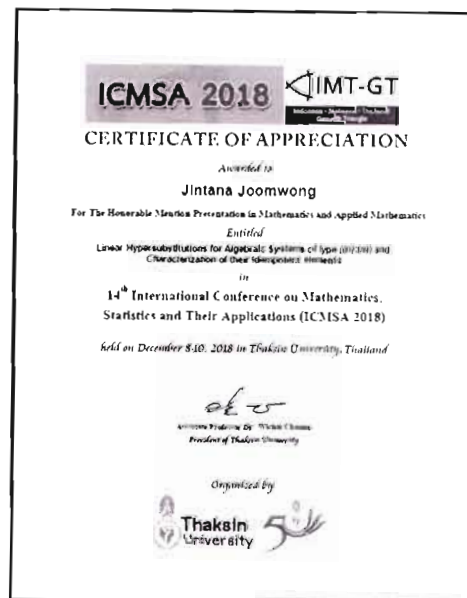 ICMSA 2018
IMT-GT
CERTIFICATE OF APPRECIATION
Awarded to
Jintana Joomwong
For The Honorable Mention Presentation in Mathematics and Applied Mathematics
Entitled
Linear Hypersubstitutions for Algebraic Systems of type and
Characterization of their Idempotent elements
in
14th International Conference on Mathematics,
Statistics and Their Applications (ICMSA 2018)
held on December 8-10, 2018 in Thaksin University, Thailand
President of Thaksin University
Organized by
Thaksin
University
50